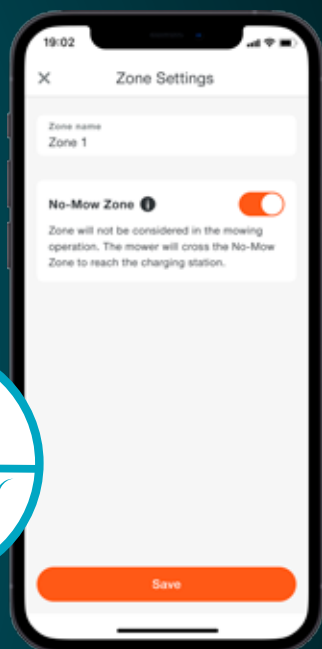 19:02
Zone Settings
Zone name
Zone 1
No-Mow Zone
Zone will not be considered in the mowing
operation. The mower will cross the No-Mow
Zone to reach the charging station.
Save